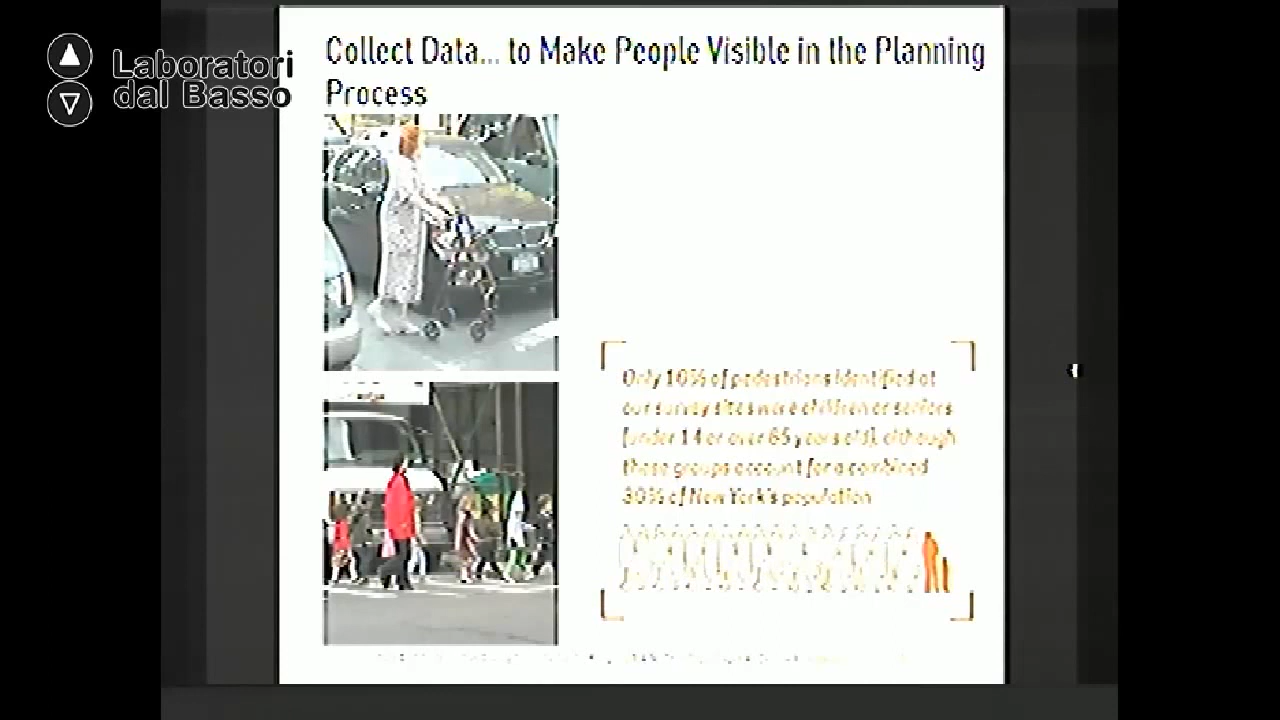 Laboratori
dal Basso
Collect Data... to Make People Visible in the Planning
Process
Only 10% of pedestrians identified at
our survey sites were children or seniors
(under 14 or over 65 years old), although
these groups account for a combined
30% of New York's population